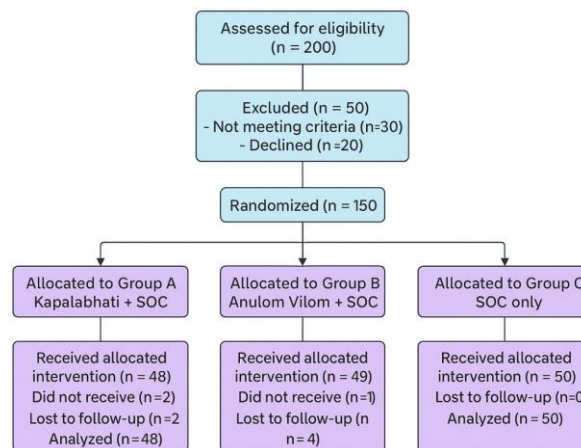 Assessed for eligibility
(n = 200)
Excluded (n = 50)
- Not meeting criteria (n=30)
- Declined (n=20)
Randomized (n = 150
Allocated to Group A
Kapalabhati + SOC
Allocated to Group B
Anulom Vilom + SOC
Allocated to Group C
SOC only
Received allocated
intervention (n = 48)
Did not receive (n=2)
Lost to follow-up (n=2
Analyzed (n=48)
Received allocated
intervention (n = 49)
Did not receive (n=1)
Lost to follow-up (n
n = 4)
Received allocated
intervention (n = 50)
Lost to follow-up (n=0
Analyzed (n = 50)